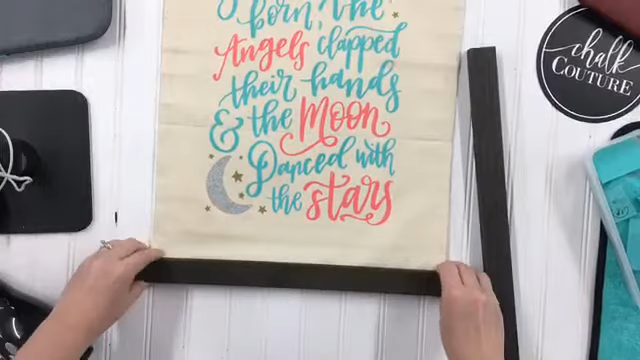 born? The
Angels clapped
their hands
& the Moon
Danced with
the stars
chalk
COUTURE